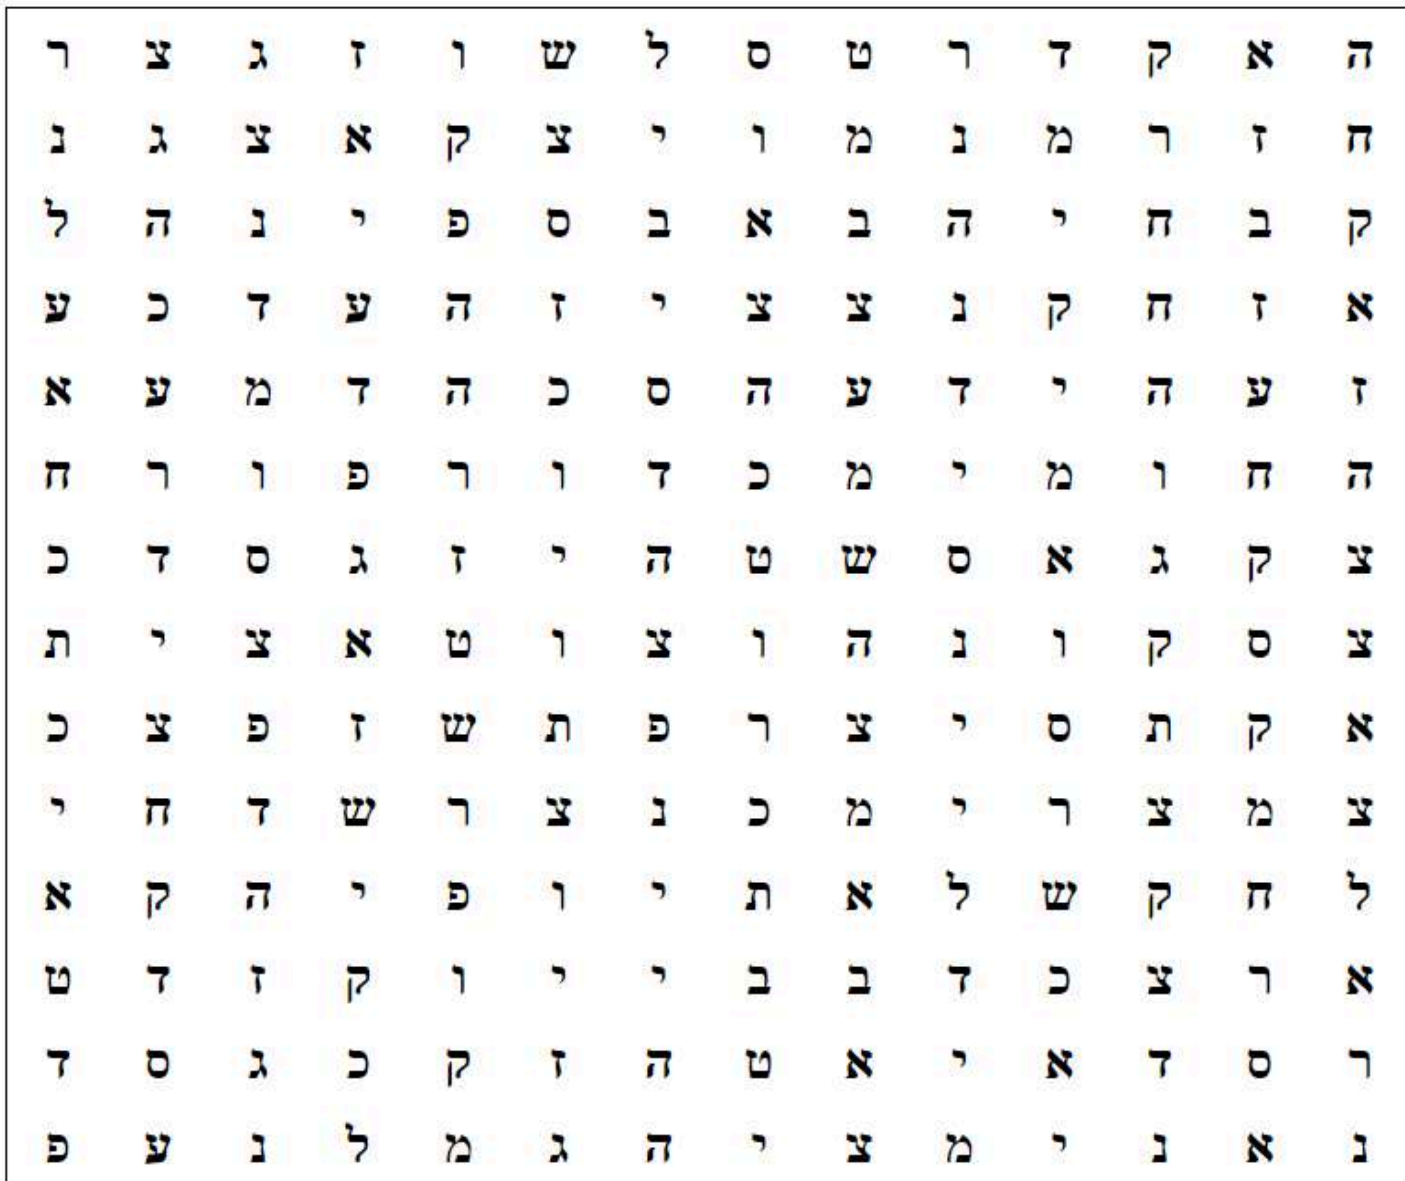 ה א ק ד ר ט ס ל ש ו ז ג צ ר
ח ז ר מ נ מ ו י צ ק א צ ג נ
ק ב ח י ה ב א ב ס פ י נ ה ל
א ז ח ק נ צ צ י ז ה ע ד כ ע
ז ע ה י ד ע ה ס כ ה ד מ ע א
ה ח ו מ י מ כ ד ו ר פ ו ר ח
צ ק ג א ס ש ט ה י ז ג ס ד כ
צ ס ק ו נ ה ו צ ו ט א צ י ת
א ק ת ס י צ ר פ ת ש ז פ צ כ
צ מ צ ר י מ כ נ צ ר ש ד ח י
ל ח ק ש ל א ת י ו פ י ה ק א
א ר צ כ ד ב ב י י ו ק ז ד ט
ר ס ד א י א ט ה ז ק כ ג ס ד
נ א נ י מ צ י ה ג מ ל נ ע פ